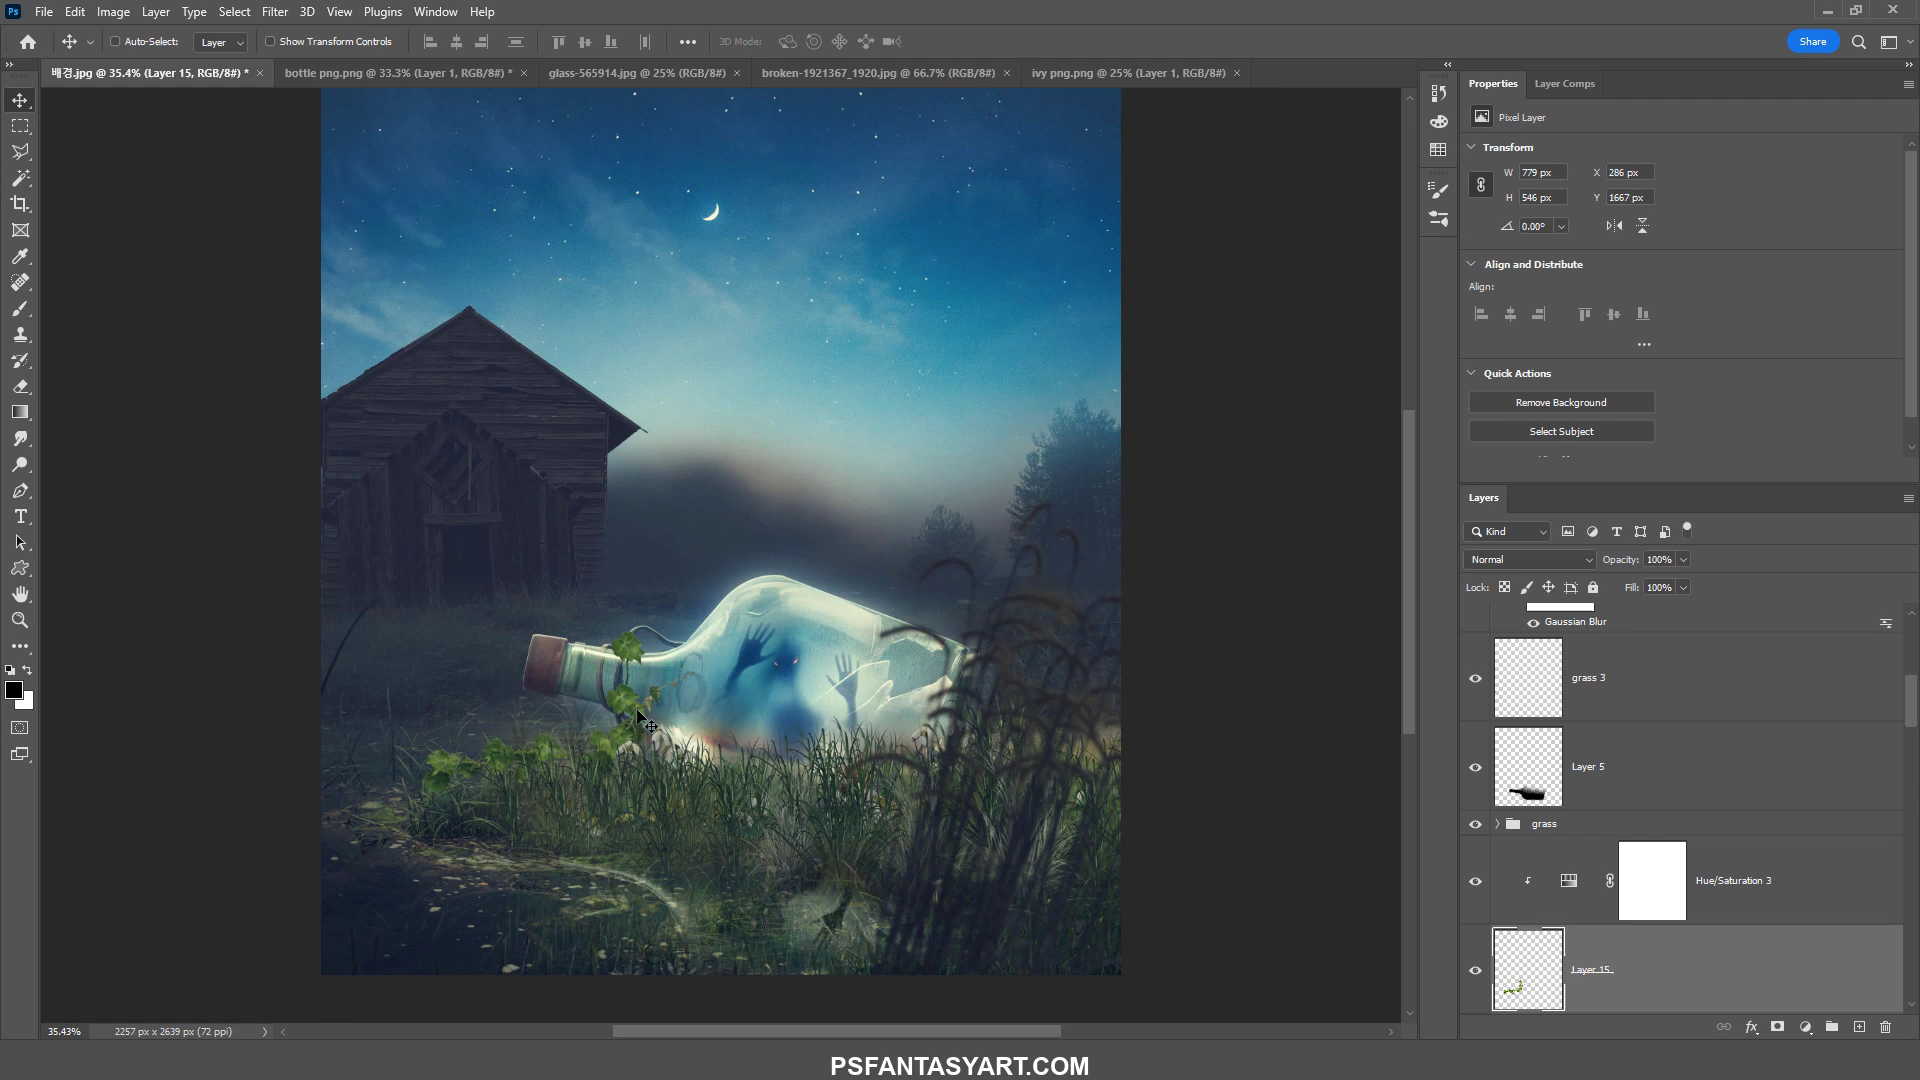 Ps File Edit Image Layer Type Select Filter 3D View Plugins Window Help
Auto-Select: Layer Show Transform Controls 3D Mode: Share
배경.jpg @ 35.4% (Layer 15, RGB/8#) * bottle png.png @ 33.3% (Layer 1, RGB/8#) * glass-565914.jpg @ 25% (RGB/8#) broken-1921367_1920.jpg @ 66.7% (RGB/8#) ivy png.png @ 25% (Layer 1, RGB/8#)
Properties Layer Comps
Pixel Layer
Transform
W 779 px X 286 px
H 546 px Y 1667 px
0.00°
Align and Distribute
Align:
Quick Actions
Remove Background
Select Subject
Layers
Kind
Normal Opacity: 100%
Lock: Fill: 100%
Gaussian Blur
grass 3
Layer 5
grass
Hue/Saturation 3
Layer 15
35.43% 2257 px x 2639 px (72 ppi)
PSFANTASYART.COM